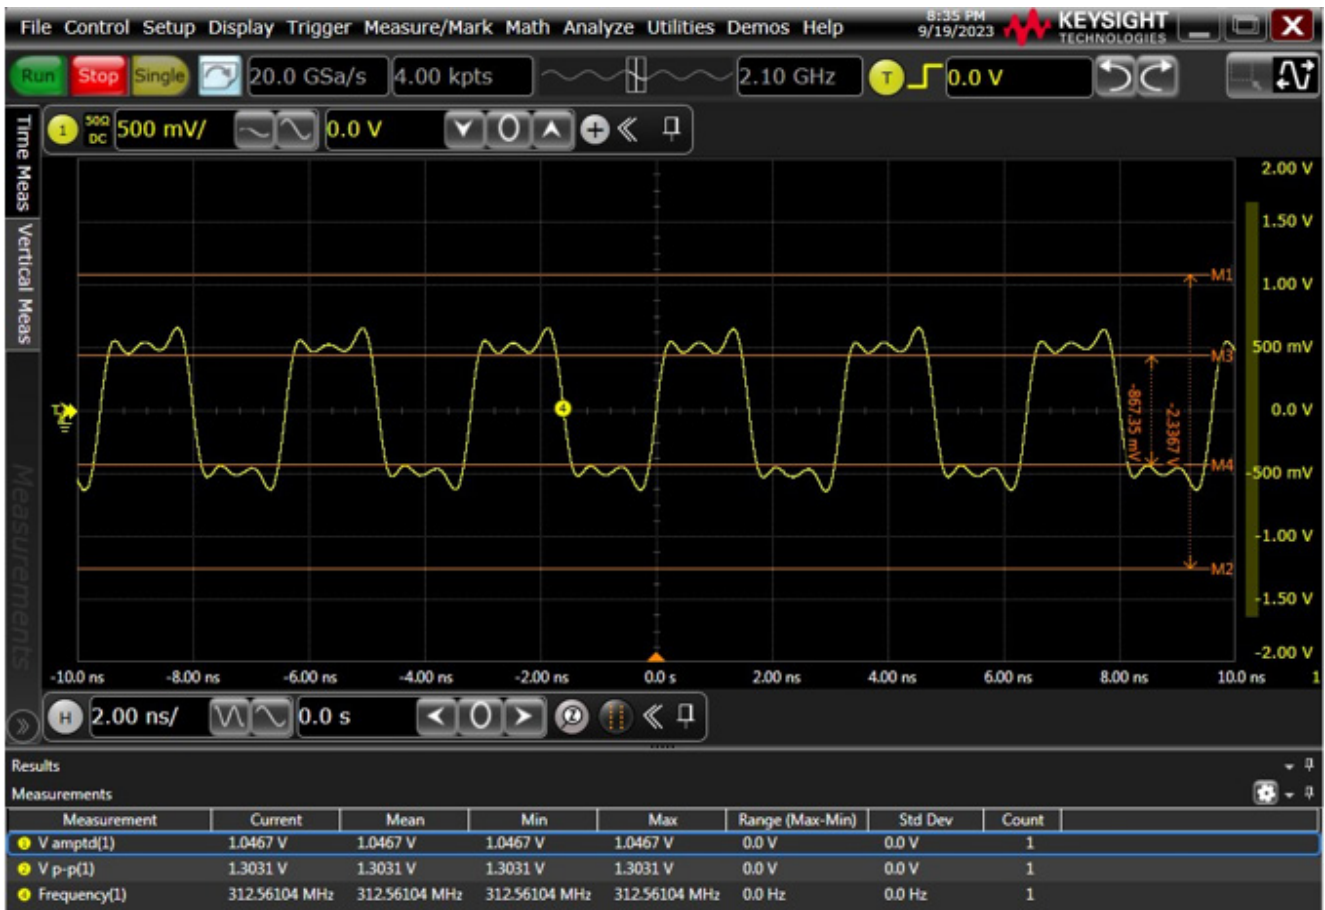 File Control Setup Display Trigger Measure/Mark Math Analyze Utilities Demos Help
8:35 PM
9/19/2023
KEYSIGHT
TECHNOLOGIES
Run Stop Single 20.0 GSa/s 4.00 kpts 2.10 GHz T 0.0 V
Time Meas
Vertical Meas
Measurements
1 50Ω DC 500 mV/ 0.0 V
2.00 V
1.50 V
1.00 V
500 mV
0.0 V
-500 mV
-1.00 V
-1.50 V
-2.00 V
M1
M3
M4
M2
-867.35 mV
-2.3367 V
4
T
-10.0 ns -8.00 ns -6.00 ns -4.00 ns -2.00 ns 0.0 s 2.00 ns 4.00 ns 6.00 ns 8.00 ns 10.0 ns 1
H 2.00 ns/ 0.0 s Z
Results
Measurements
Measurement Current Mean Min Max Range (Max-Min) Std Dev Count
1 V amptd(1) 1.0467 V 1.0467 V 1.0467 V 1.0467 V 0.0 V 0.0 V 1
2 V p-p(1) 1.3031 V 1.3031 V 1.3031 V 1.3031 V 0.0 V 0.0 V 1
4 Frequency(1) 312.56104 MHz 312.56104 MHz 312.56104 MHz 312.56104 MHz 0.0 Hz 0.0 Hz 1